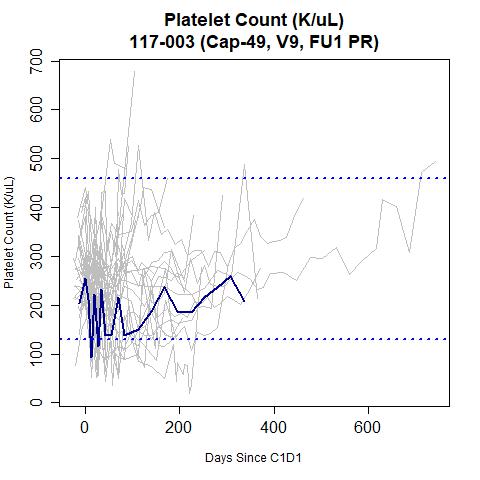 Platelet Count (K/uL)
117-003 (Cap-49, V9, FU1 PR)
Platelet Count (K/uL)
700
600
500
400
300
200
100
0
0 200 400 600
Days Since C1D1